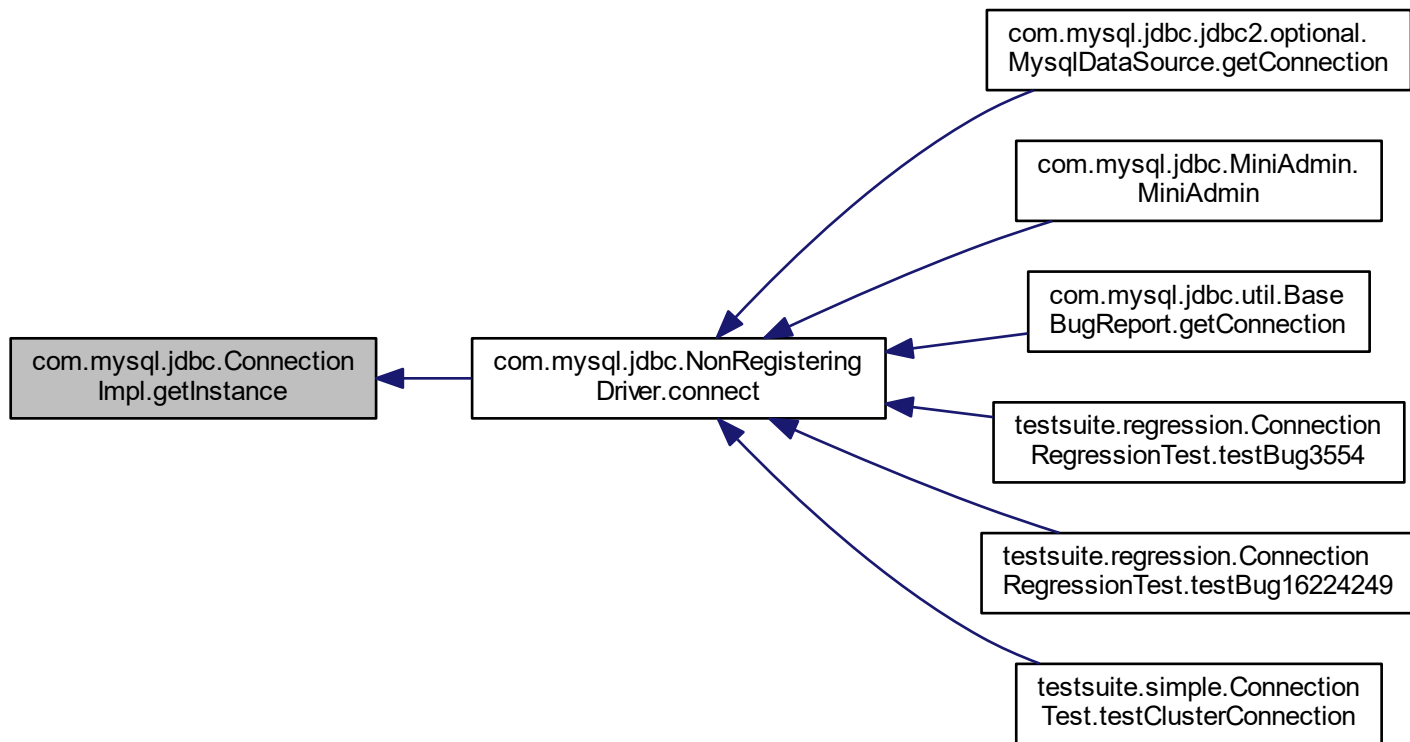 com.mysql.jdbc.jdbc2.optional.
MysqlDataSource.getConnection
com.mysql.jdbc.MiniAdmin.
MiniAdmin
com.mysql.jdbc.util.Base
BugReport.getConnection
com.mysql.jdbc.Connection
Impl.getInstance
com.mysql.jdbc.NonRegistering
Driver.connect
testsuite.regression.Connection
RegressionTest.testBug3554
testsuite.regression.Connection
RegressionTest.testBug16224249
testsuite.simple.Connection
Test.testClusterConnection